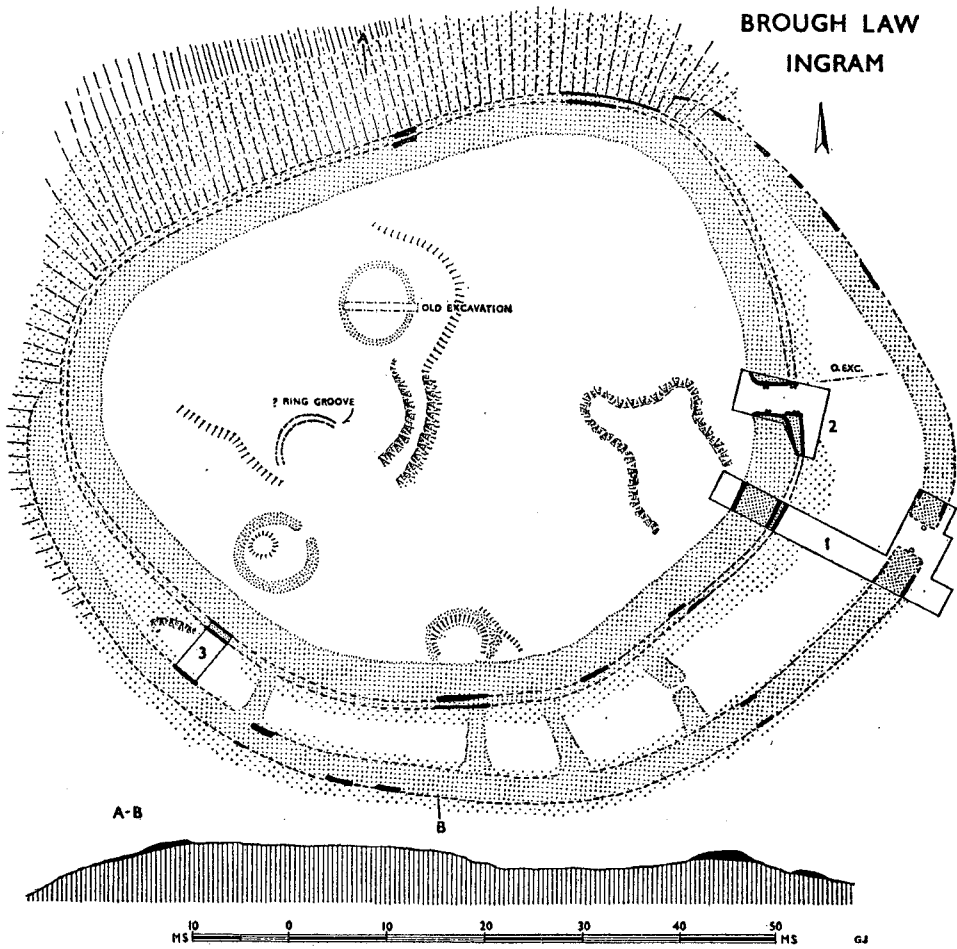 BROUGH LAW
INGRAM
A
OLD EXCAVATION
O. EXC.
? RING GROOVE
2
1
3
A-B
B
10 0 10 20 30 40 50
MS MS GJ